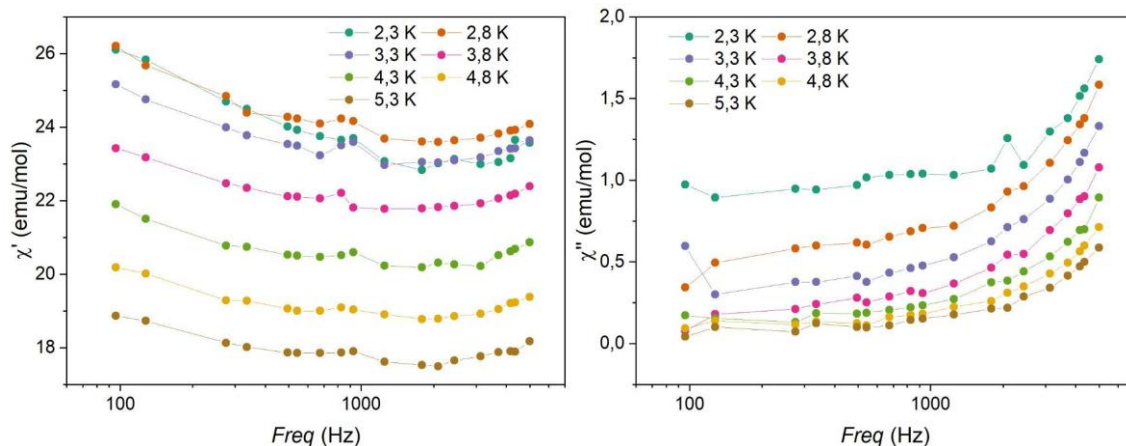 2,3 K 2,8 K
3,3 K 3,8 K
4,3 K 4,8 K
5,3 K
26
24
22
20
18
χ' (emu/mol)
100 1000
Freq (Hz)
2,3 K 2,8 K
3,3 K 3,8 K
4,3 K 4,8 K
5,3 K
2,0
1,5
1,0
0,5
0,0
χ" (emu/mol)
100 1000
Freq (Hz)